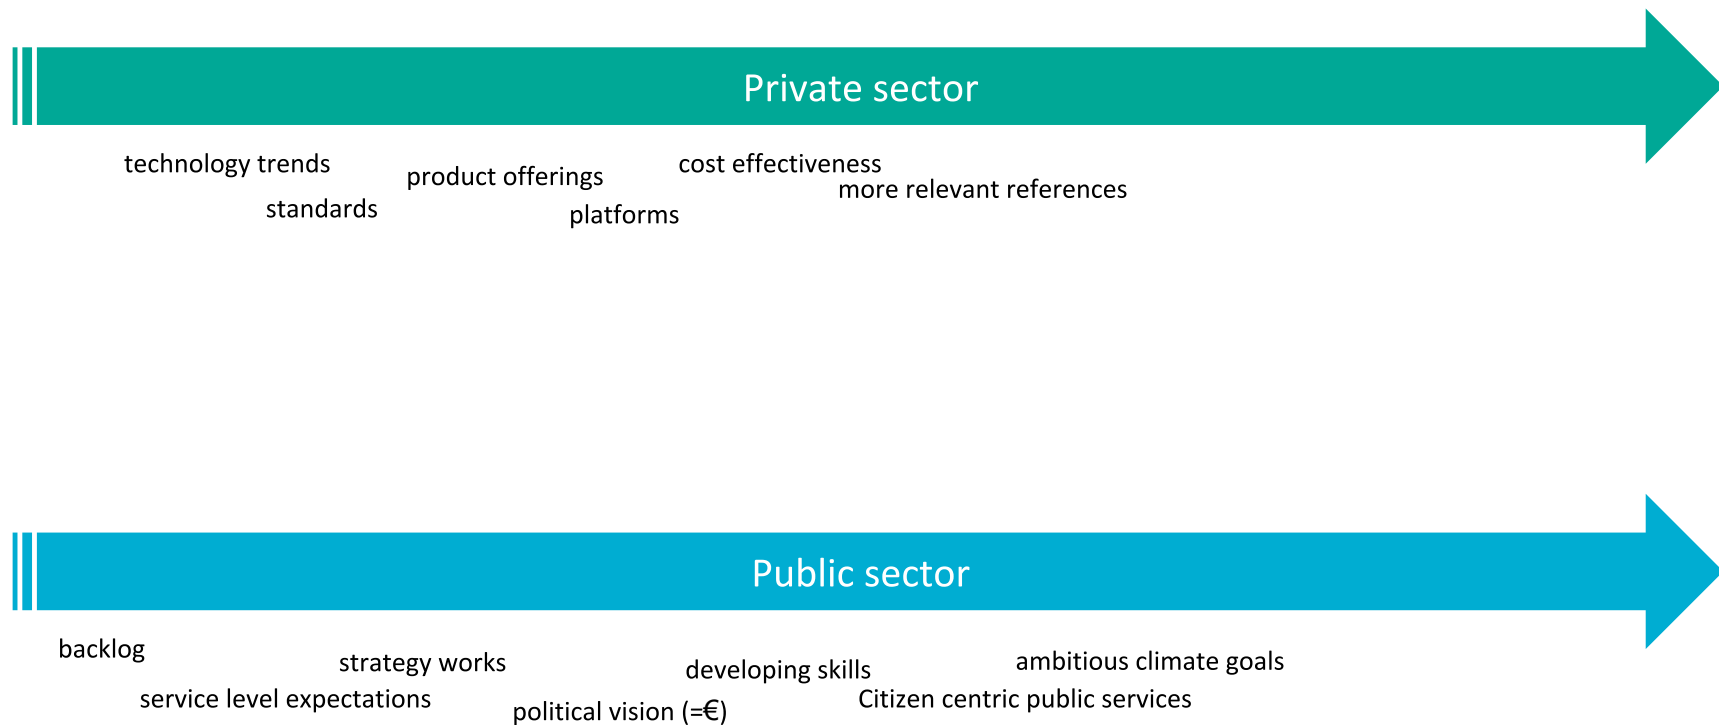 Private sector
technology trends
cost effectiveness
product offerings
more relevant references
standards
platforms
Public sector
backlog
strategy works
ambitious climate goals
developing skills
service level expectations
Citizen centric public services
political vision (=€)